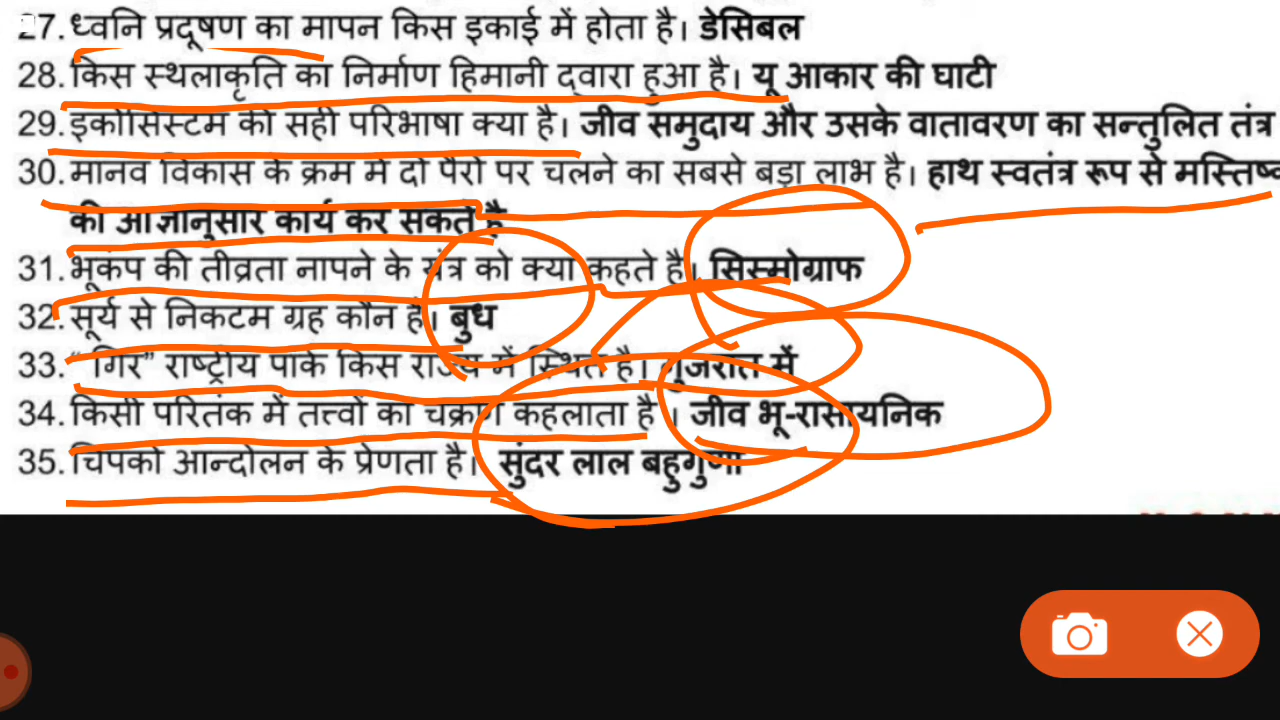 27. ध्वनि प्रदूषण का मापन किस इकाई में होता है। डेसिबल
28. किस स्थलाकृति का निर्माण हिमानी द्वारा हुआ है। यू आकार की घाटी
29. इकोसिस्टम की सही परिभाषा क्या है। जीव समुदाय और उसके वातावरण का सन्तुलित तंत्र
30. मानव विकास के क्रम में दो पैरों पर चलने का सबसे बड़ा लाभ है। हाथ स्वतंत्र रूप से
की आज्ञानुसार कार्य कर सकते है
31. भूकंप की तीव्रता नापने के यंत्र को क्या कहते है। सिस्मोग्राफ
32. सूर्य से निकटम ग्रह कौन है। बुध
33. “गिर” राष्ट्रीय पार्क किस राज्य में स्थित है। गुजरात में
34. किसी परितंक में तत्त्वों का चक्रण कहलाता है । जीव भू-रासायनिक
35. चिपको आन्दोलन के प्रेणता है। सुंदर लाल बहुगुणा